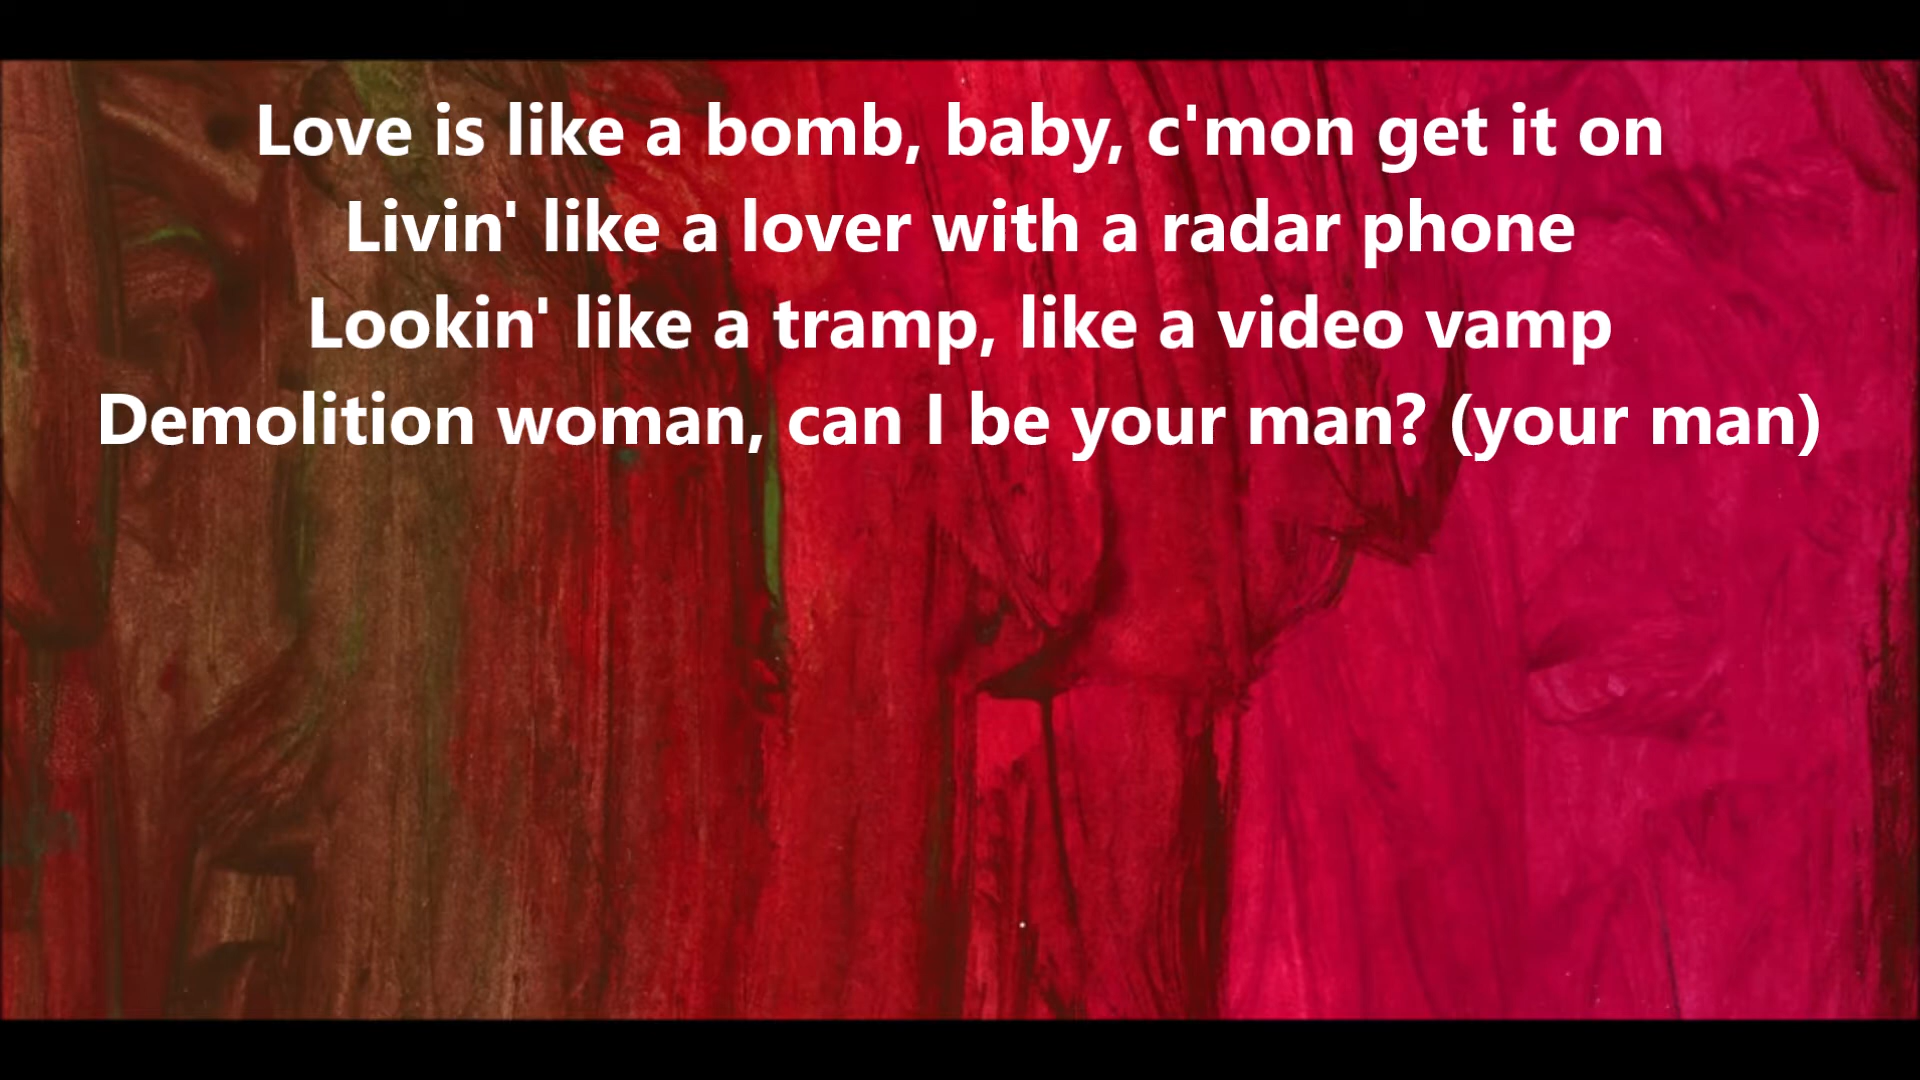 Love is like a bomb, baby, c'mon get it on
Livin' like a lover with a radar phone
Lookin' like a tramp, like a video vamp
Demolition woman, can I be your man? (your man)